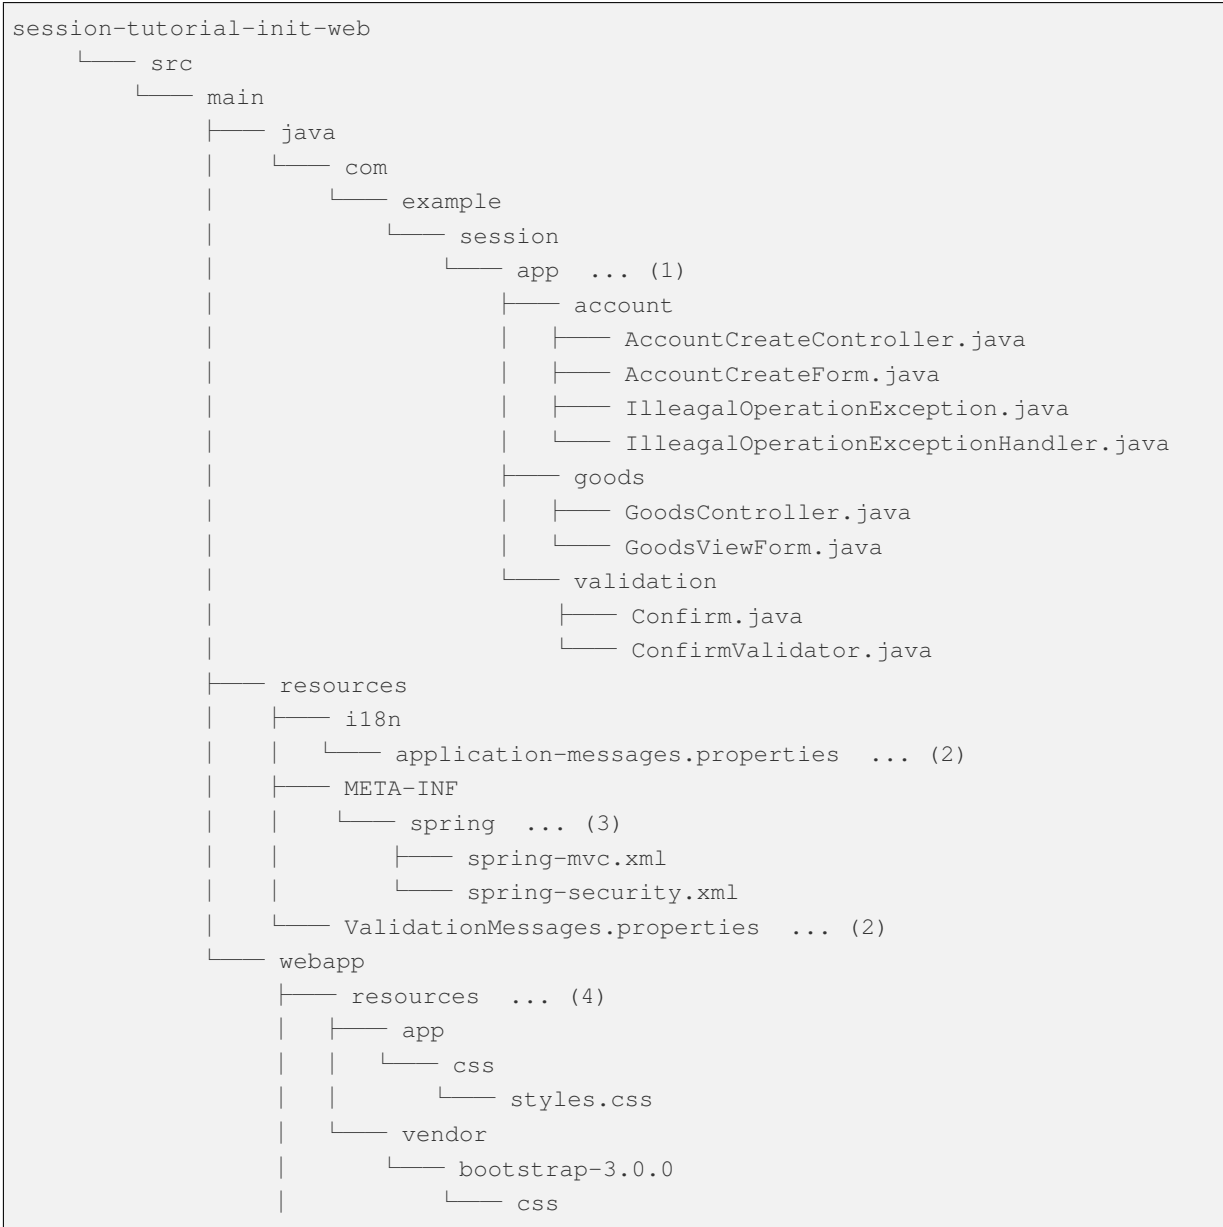 session-tutorial-init-web
└── src
└── main
├── java
│ └── com
│ └── example
│ └── session
│ └── app ... (1)
│ ├── account
│ │ ├── AccountCreateController.java
│ │ ├── AccountCreateForm.java
│ │ ├── IlleagalOperationException.java
│ │ └── IlleagalOperationExceptionHandler.java
│ ├── goods
│ │ ├── GoodsController.java
│ │ └── GoodsViewForm.java
│ └── validation
│ ├── Confirm.java
│ └── ConfirmValidator.java
├── resources
│ ├── i18n
│ │ └── application-messages.properties ... (2)
│ ├── META-INF
│ │ └── spring ... (3)
│ │ ├── spring-mvc.xml
│ │ └── spring-security.xml
│ └── ValidationMessages.properties ... (2)
└── webapp
├── resources ... (4)
│ ├── app
│ │ └── css
│ │ └── styles.css
│ └── vendor
│ └── bootstrap-3.0.0
│ └── css